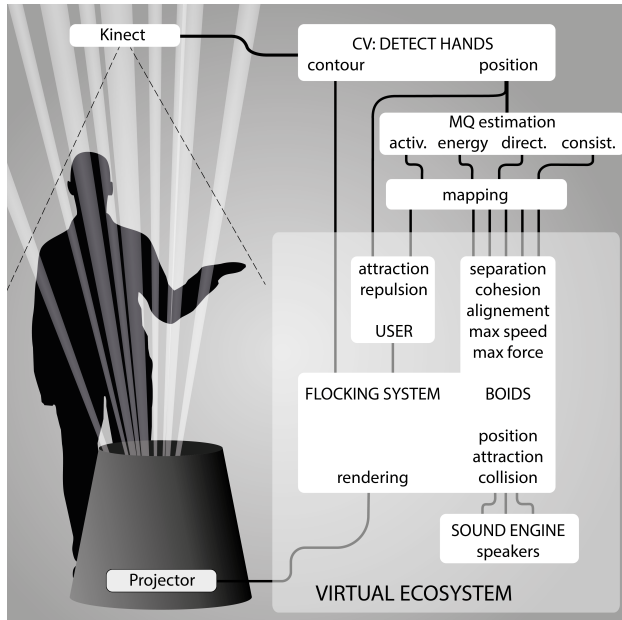 Kinect
CV: DETECT HANDS
contour position
MQ estimation
activ. energy direct. consist.
mapping
attraction
repulsion
USER
separation
cohesion
alignement
max speed
max force
FLOCKING SYSTEM BOIDS
position
attraction
collision
rendering
SOUND ENGINE
speakers
Projector
VIRTUAL ECOSYSTEM